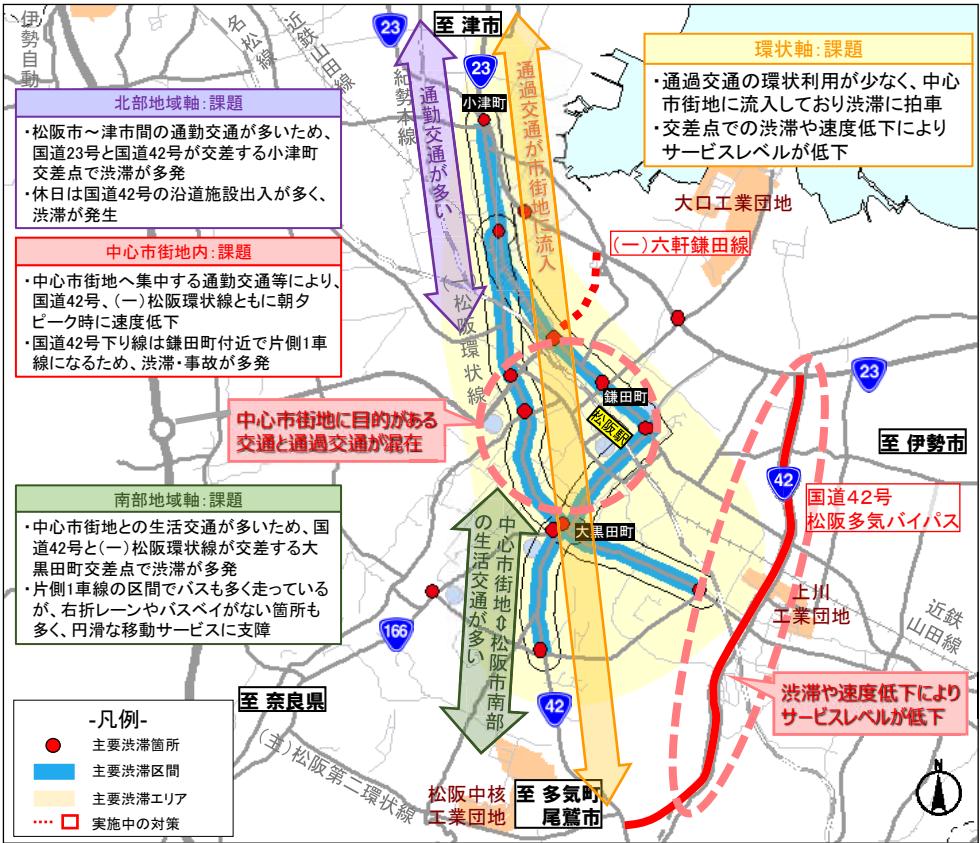 伊勢自動
名松線
近鉄山田線
紀勢本線
23
至 津市
23
小津町
通勤交通が多い
通過交通が市街地に流入
環状軸:課題
・通過交通の環状利用が少なく、中心
市街地に流入しており渋滞に拍車
・交差点での渋滞や速度低下により
サービスレベルが低下
北部地域軸:課題
・松阪市～津市間の通勤交通が多いため、
国道23号と国道42号が交差する小津町
交差点で渋滞が多発
・休日は国道42号の沿道施設出入が多く、
渋滞が発生
大口工業団地
(一)六軒鎌田線
中心市街地内:課題
・中心市街地へ集中する通勤交通等により、
国道42号、(一)松阪環状線ともに朝夕
ピーク時に速度低下
・国道42号下り線は鎌田町付近で片側1車
線になるため、渋滞・事故が多発
(一)松阪環状線
23
鎌田町
松阪駅
中心市街地に目的がある
交通と通過交通が混在
至 伊勢市
42
国道42号
松阪多気バイパス
南部地域軸:課題
・中心市街地との生活交通が多いため、国
道42号と(一)松阪環状線が交差する大
黒田町交差点で渋滞が多発
・片側1車線の区間でバスも多く走っている
が、右折レーンやバスベイがない箇所も
多く、円滑な移動サービスに支障
大黒田町
中心市街地⇔松阪市南部
の生活交通が多い
上川
工業団地
近鉄
山田線
166
至 奈良県
42
渋滞や速度低下により
サービスレベルが低下
(主)松阪第二環状線
松阪中核
工業団地
至 多気町
尾鷲市
N
-凡例-
主要渋滞箇所
主要渋滞区間
主要渋滞エリア
実施中の対策